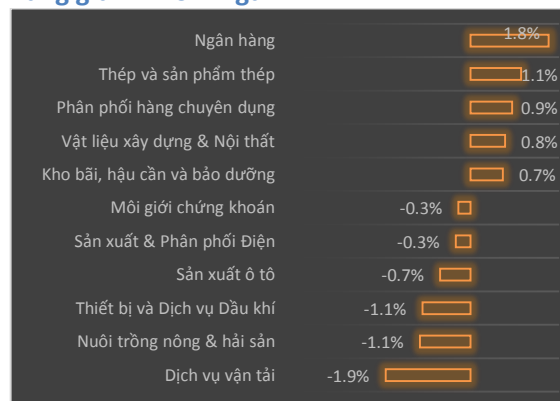 Ngân hàng 1.8%
Thép và sản phẩm thép 1.1%
Phân phối hàng chuyên dụng 0.9%
Vật liệu xây dựng & Nội thất 0.8%
Kho bãi, hậu cần và bảo dưỡng 0.7%
Môi giới chứng khoán -0.3%
Sản xuất & Phân phối Điện -0.3%
Sản xuất ô tô -0.7%
Thiết bị và Dịch vụ Dầu khí -1.1%
Nuôi trồng nông & hải sản -1.1%
Dịch vụ vận tải -1.9%